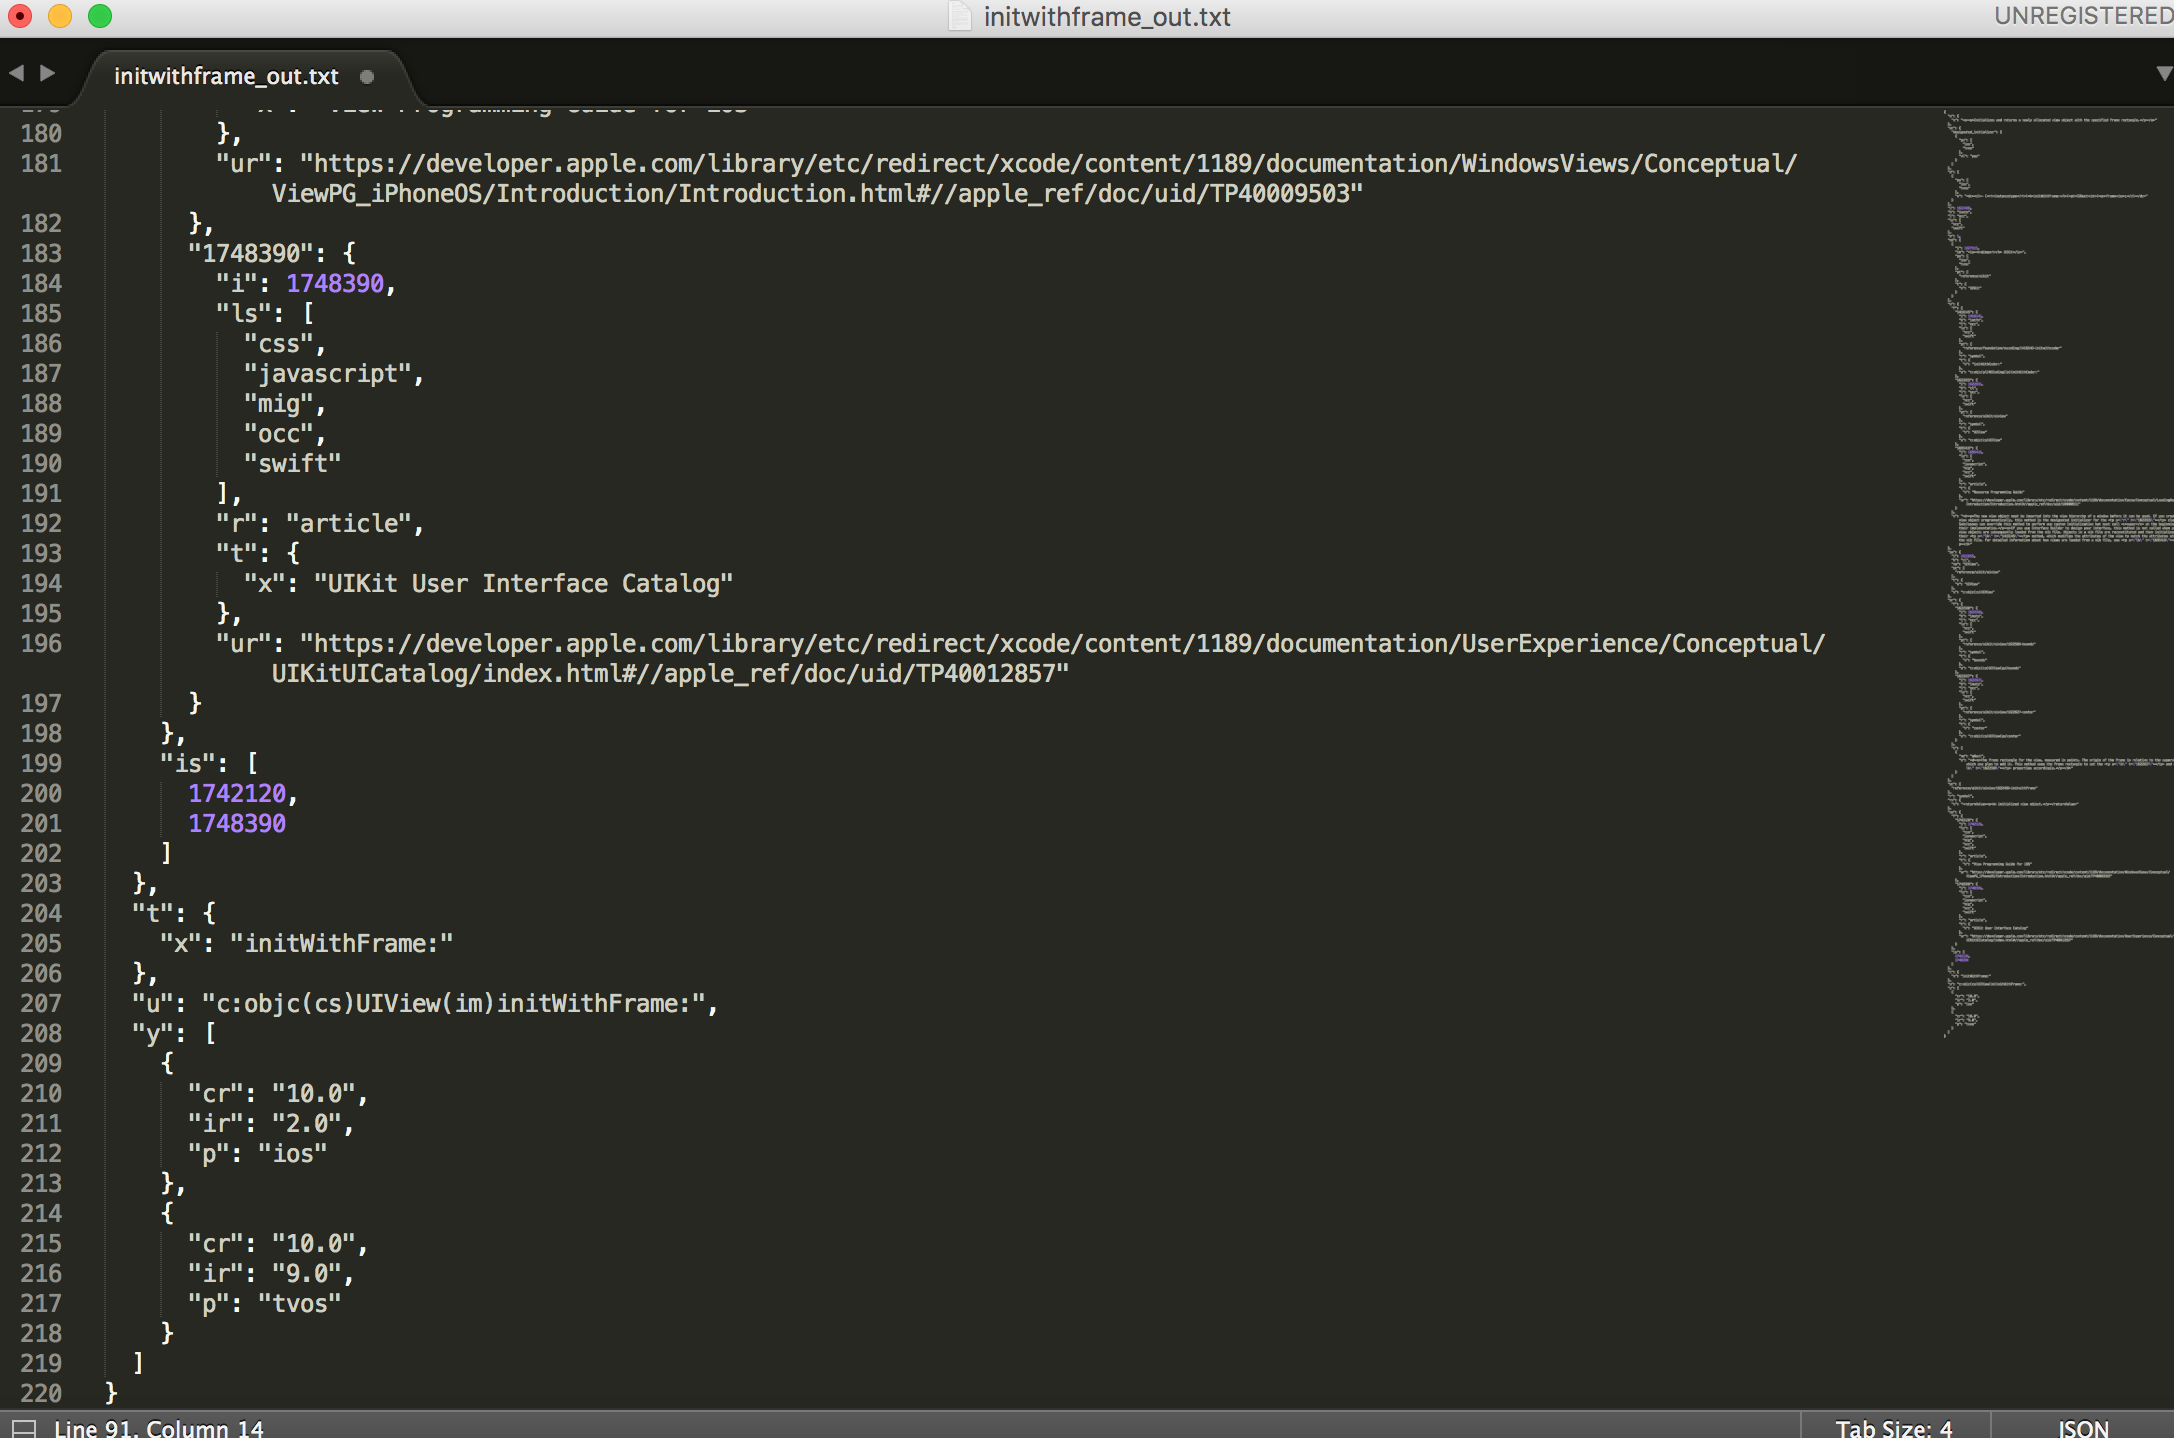 initwithframe_out.txt
UNREGISTERED
initwithframe_out.txt
179 "x": "View Programming Guide for iOS"
180 },
181 "ur": "https://developer.apple.com/library/etc/redirect/xcode/content/1189/documentation/WindowsViews/Conceptual/
ViewPG_iPhoneOS/Introduction/Introduction.html#//apple_ref/doc/uid/TP40009503"
182 },
183 "1748390": {
184 "i": 1748390,
185 "ls": [
186 "css",
187 "javascript",
188 "mig",
189 "occ",
190 "swift"
191 ],
192 "r": "article",
193 "t": {
194 "x": "UIKit User Interface Catalog"
195 },
196 "ur": "https://developer.apple.com/library/etc/redirect/xcode/content/1189/documentation/UserExperience/Conceptual/
UIKitUICatalog/index.html#//apple_ref/doc/uid/TP40012857"
197 }
198 },
199 "is": [
200 1742120,
201 1748390
202 ]
203 },
204 "t": {
205 "x": "initWithFrame:"
206 },
207 "u": "c:objc(cs)UIView(im)initWithFrame:",
208 "y": [
209 {
210 "cr": "10.0",
211 "ir": "2.0",
212 "p": "ios"
213 },
214 {
215 "cr": "10.0",
216 "ir": "9.0",
217 "p": "tvos"
218 }
219 ]
220 }
Line 91, Column 14
Tab Size: 4
JSON